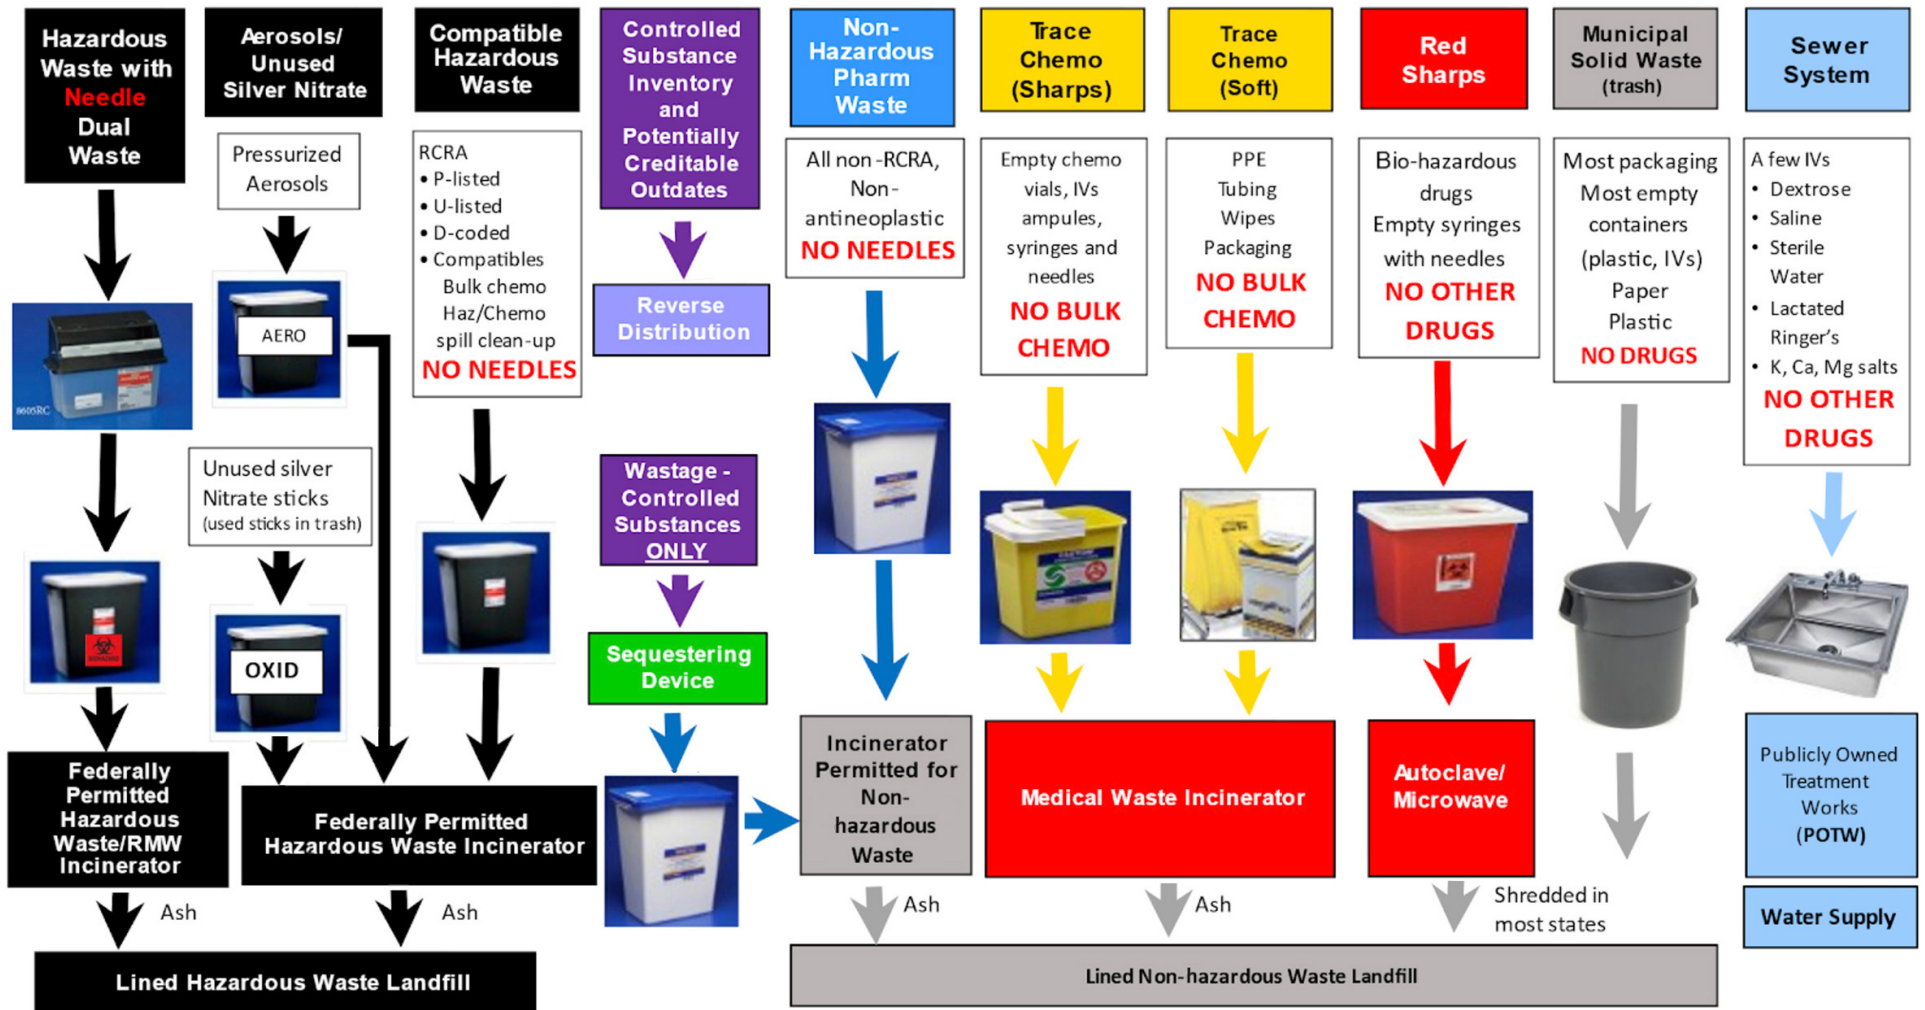 Hazardous
Waste with
Needle
Dual
Waste
8605RC
Federally
Permitted
Hazardous
Waste/RMW
Incinerator
Ash
Aerosols/
Unused
Silver Nitrate
Pressurized
Aerosols
AERO
Unused silver
Nitrate sticks
(used sticks in trash)
OXID
Compatible
Hazardous
Waste
RCRA
• P-listed
• U-listed
• D-coded
• Compatibles
Bulk chemo
Haz/Chemo
spill clean-up
NO NEEDLES
Federally Permitted
Hazardous Waste Incinerator
Ash
Lined Hazardous Waste Landfill
Controlled
Substance
Inventory
and
Potentially
Creditable
Outdates
Reverse
Distribution
Wastage -
Controlled
Substances
ONLY
Sequestering
Device
Non-
Hazardous
Pharm
Waste
All non -RCRA,
Non-
antineoplastic
NO NEEDLES
Incinerator
Permitted for
Non-
hazardous
Waste
Ash
Trace
Chemo
(Sharps)
Empty chemo
vials, IVs
ampules,
syringes and
needles
NO BULK
CHEMO
Trace
Chemo
(Soft)
PPE
Tubing
Wipes
Packaging
NO BULK
CHEMO
Medical Waste Incinerator
Ash
Red
Sharps
Bio-hazardous
drugs
Empty syringes
with needles
NO OTHER
DRUGS
Autoclave/
Microwave
Shredded in
most states
Municipal
Solid Waste
(trash)
Most packaging
Most empty
containers
(plastic, IVs)
Paper
Plastic
NO DRUGS
Lined Non-hazardous Waste Landfill
Sewer
System
A few IVs
• Dextrose
• Saline
• Sterile
Water
• Lactated
Ringer's
• K, Ca, Mg salts
NO OTHER
DRUGS
Publicly Owned
Treatment
Works
(POTW)
Water Supply